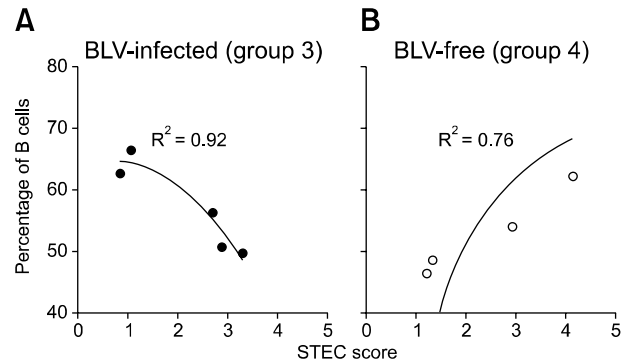 A
B
BLV-infected (group 3)
BLV-free (group 4)
Percentage of B cells
80
70
60
50
40
R² = 0.92
R² = 0.76
0 1 2 3 4 5
0 1 2 3 4 5
STEC score